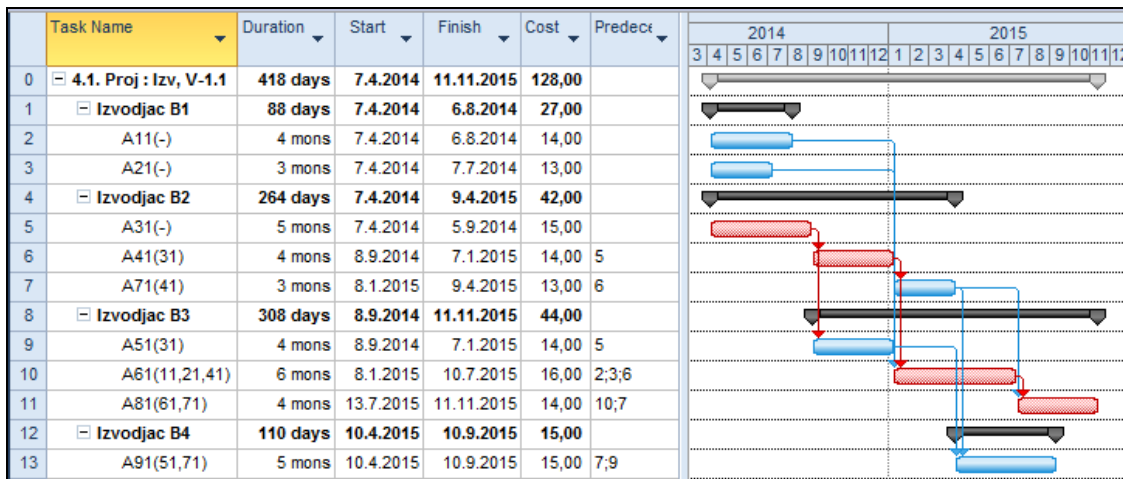 Task Name Duration Start Finish Cost Predece 2014 2015
3 4 5 6 7 8 9 10 11 12 1 2 3 4 5 6 7 8 9 10 11 12
0 4.1. Proj : Izv, V-1.1 418 days 7.4.2014 11.11.2015 128,00
1 Izvodjac B1 88 days 7.4.2014 6.8.2014 27,00
2 A11(-) 4 mons 7.4.2014 6.8.2014 14,00
3 A21(-) 3 mons 7.4.2014 7.7.2014 13,00
4 Izvodjac B2 264 days 7.4.2014 9.4.2015 42,00
5 A31(-) 5 mons 7.4.2014 5.9.2014 15,00
6 A41(31) 4 mons 8.9.2014 7.1.2015 14,00 5
7 A71(41) 3 mons 8.1.2015 9.4.2015 13,00 6
8 Izvodjac B3 308 days 8.9.2014 11.11.2015 44,00
9 A51(31) 4 mons 8.9.2014 7.1.2015 14,00 5
10 A61(11,21,41) 6 mons 8.1.2015 10.7.2015 16,00 2;3;6
11 A81(61,71) 4 mons 13.7.2015 11.11.2015 14,00 10;7
12 Izvodjac B4 110 days 10.4.2015 10.9.2015 15,00
13 A91(51,71) 5 mons 10.4.2015 10.9.2015 15,00 7;9